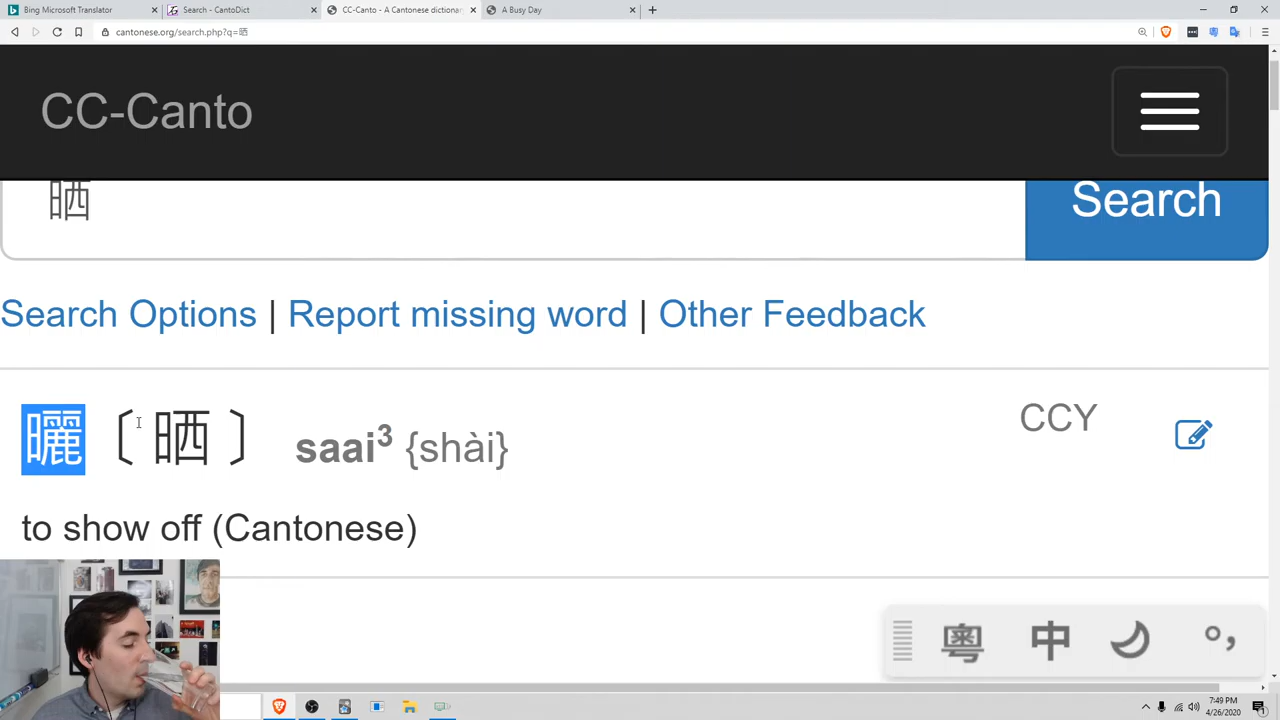 Bing Microsoft Translator
Search - CantoDict
CC-Canto - A Cantonese dictionar
A Busy Day
cantonese.org/search.php?q=晒
CC-Canto
晒
Search
Search Options | Report missing word | Other Feedback
曬 〔晒〕 saai3 {shài}
CCY
to show off (Cantonese)
粵 中 °,
7:49 PM
4/26/2020